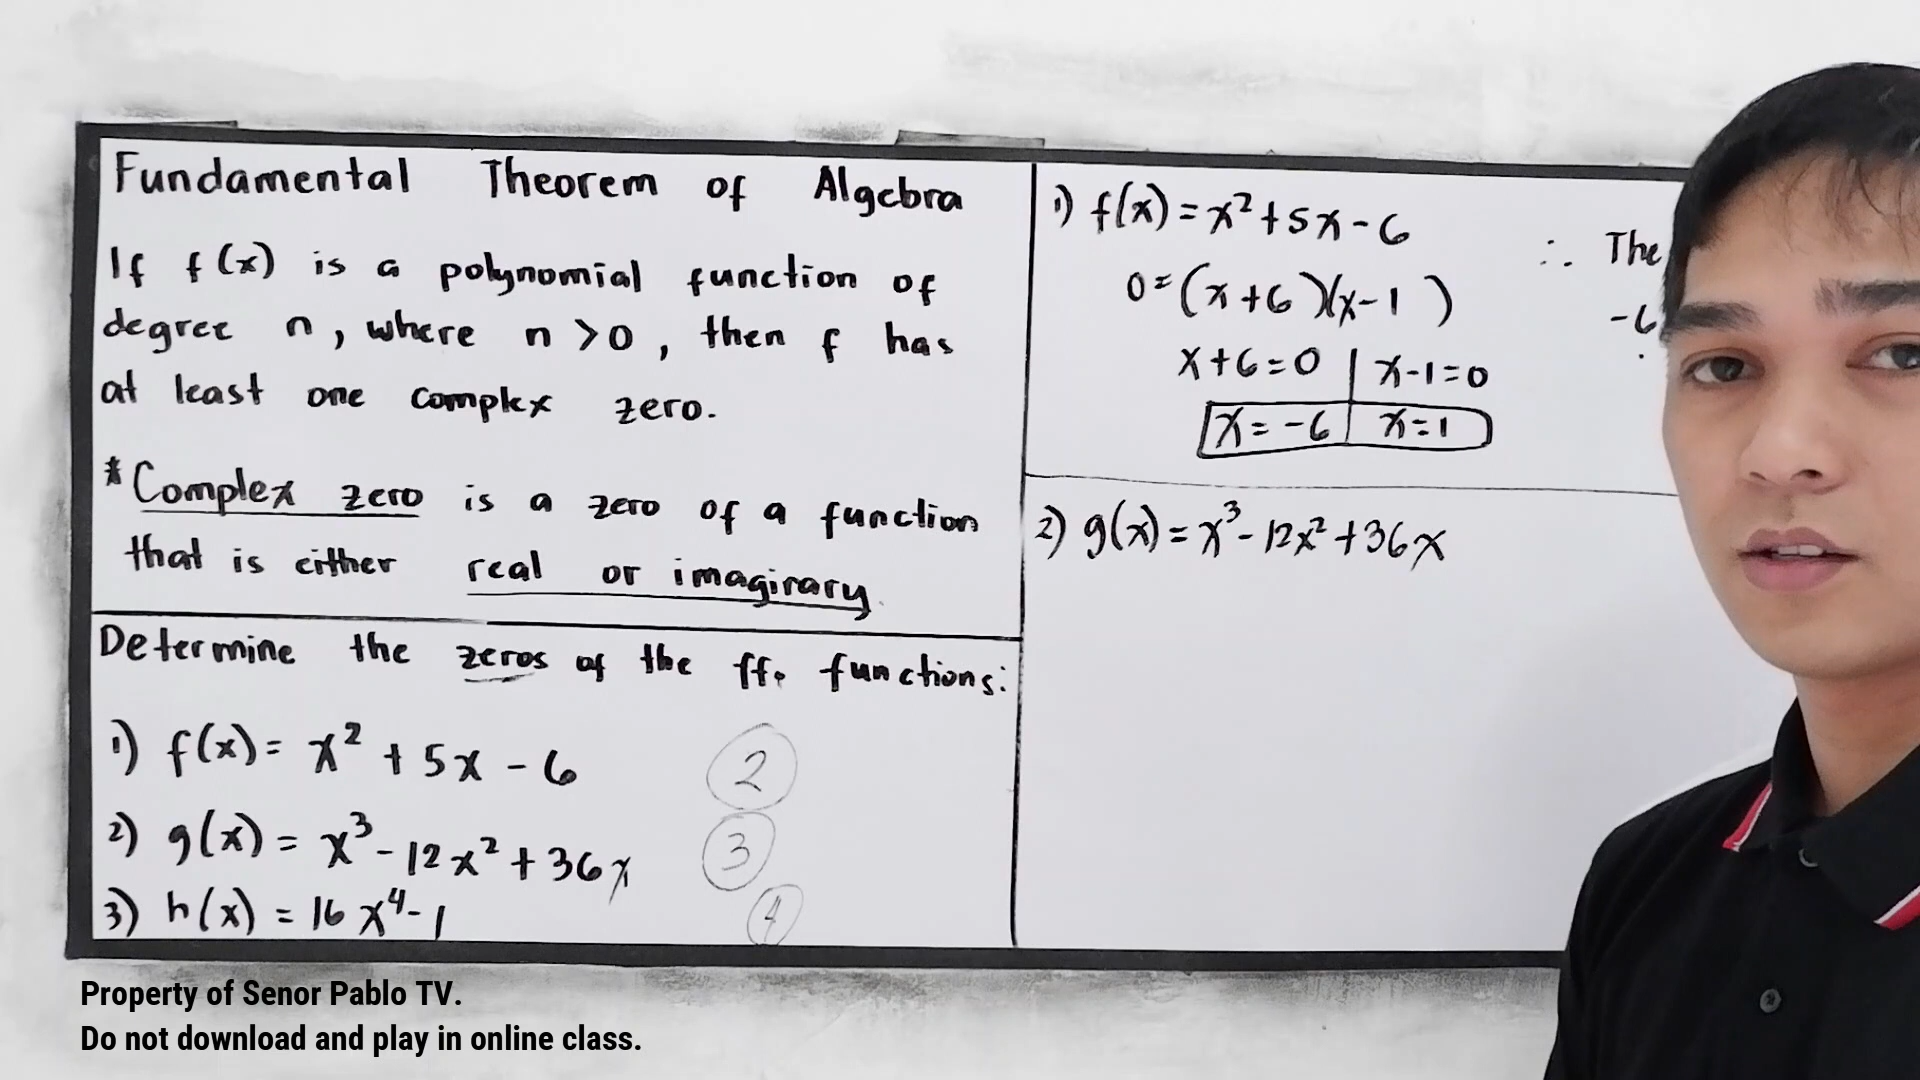 Fundamental Theorem of Algebra
If f(x) is a polynomial function of
degree n, where n > 0, then f has
at least one complex zero.
*Complex zero is a zero of a function
that is either real or imaginary.
Determine the zeros of the ff. functions:
1) f(x) = x² + 5x - 6
2
2) g(x) = x³ - 12x² + 36x
3
3) h(x) = 16x⁴ - 1
4
1) f(x) = x² + 5x - 6
0 = (x + 6)(x - 1)
x + 6 = 0 | x - 1 = 0
x = -6 | x = 1
∴ The
-6
2) g(x) = x³ - 12x² + 36x
Property of Senor Pablo TV.
Do not download and play in online class.